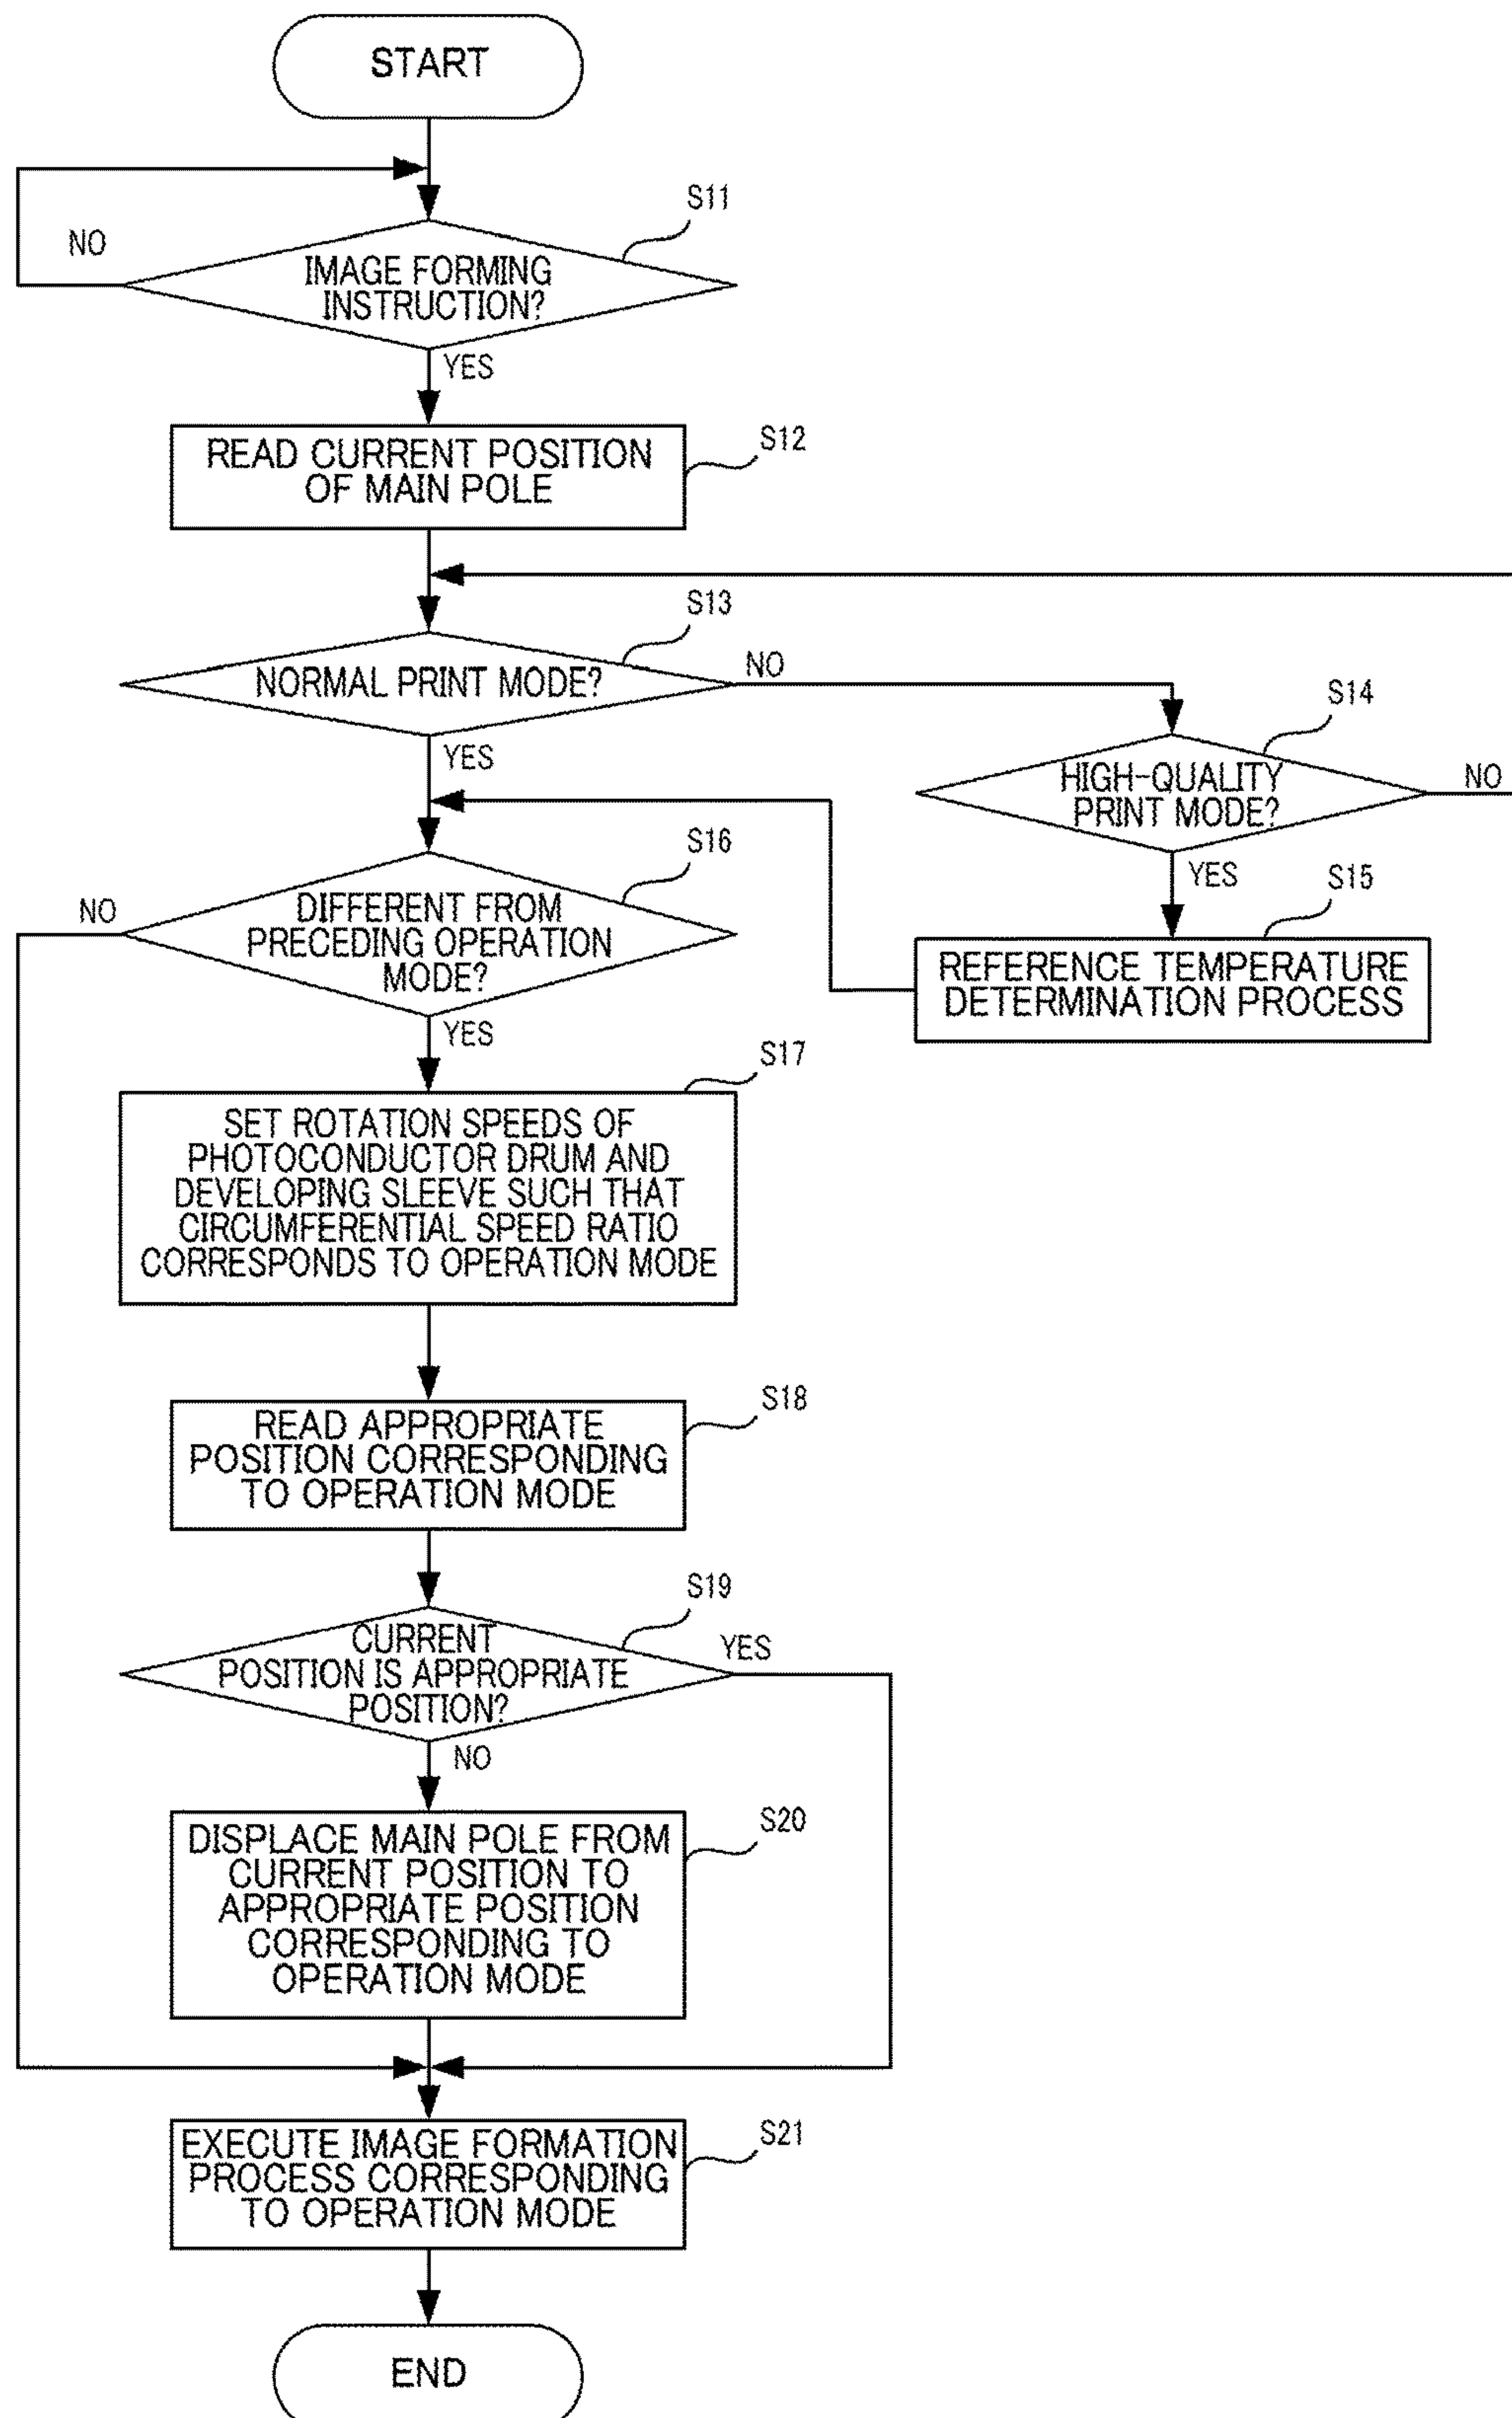 START
S11
NO
IMAGE FORMING
INSTRUCTION?
YES
S12
READ CURRENT POSITION
OF MAIN POLE
S13
NORMAL PRINT MODE?
NO
YES
S14
HIGH-QUALITY
PRINT MODE?
NO
YES
S15
REFERENCE TEMPERATURE
DETERMINATION PROCESS
S16
NO
DIFFERENT FROM
PRECEDING OPERATION
MODE?
YES
S17
SET ROTATION SPEEDS OF
PHOTOCONDUCTOR DRUM AND
DEVELOPING SLEEVE SUCH THAT
CIRCUMFERENTIAL SPEED RATIO
CORRESPONDS TO OPERATION MODE
S18
READ APPROPRIATE
POSITION CORRESPONDING
TO OPERATION MODE
S19
CURRENT
POSITION IS APPROPRIATE
POSITION?
YES
NO
S20
DISPLACE MAIN POLE FROM
CURRENT POSITION TO
APPROPRIATE POSITION
CORRESPONDING TO
OPERATION MODE
S21
EXECUTE IMAGE FORMATION
PROCESS CORRESPONDING
TO OPERATION MODE
END